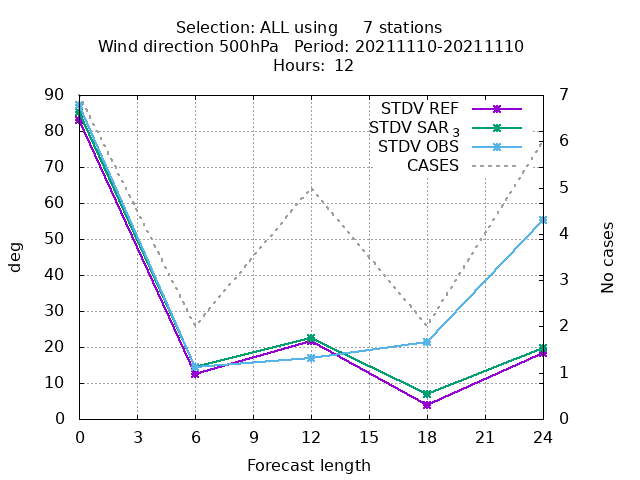 Selection: ALL using     7 stations
Wind direction 500hPa   Period: 20211110-20211110
Hours:  12
STDV REF
STDV SAR 3
STDV OBS
CASES
90
80
70
60
50
40
30
20
10
0
deg
7
6
5
4
3
2
1
0
No cases
0 3 6 9 12 15 18 21 24
Forecast length